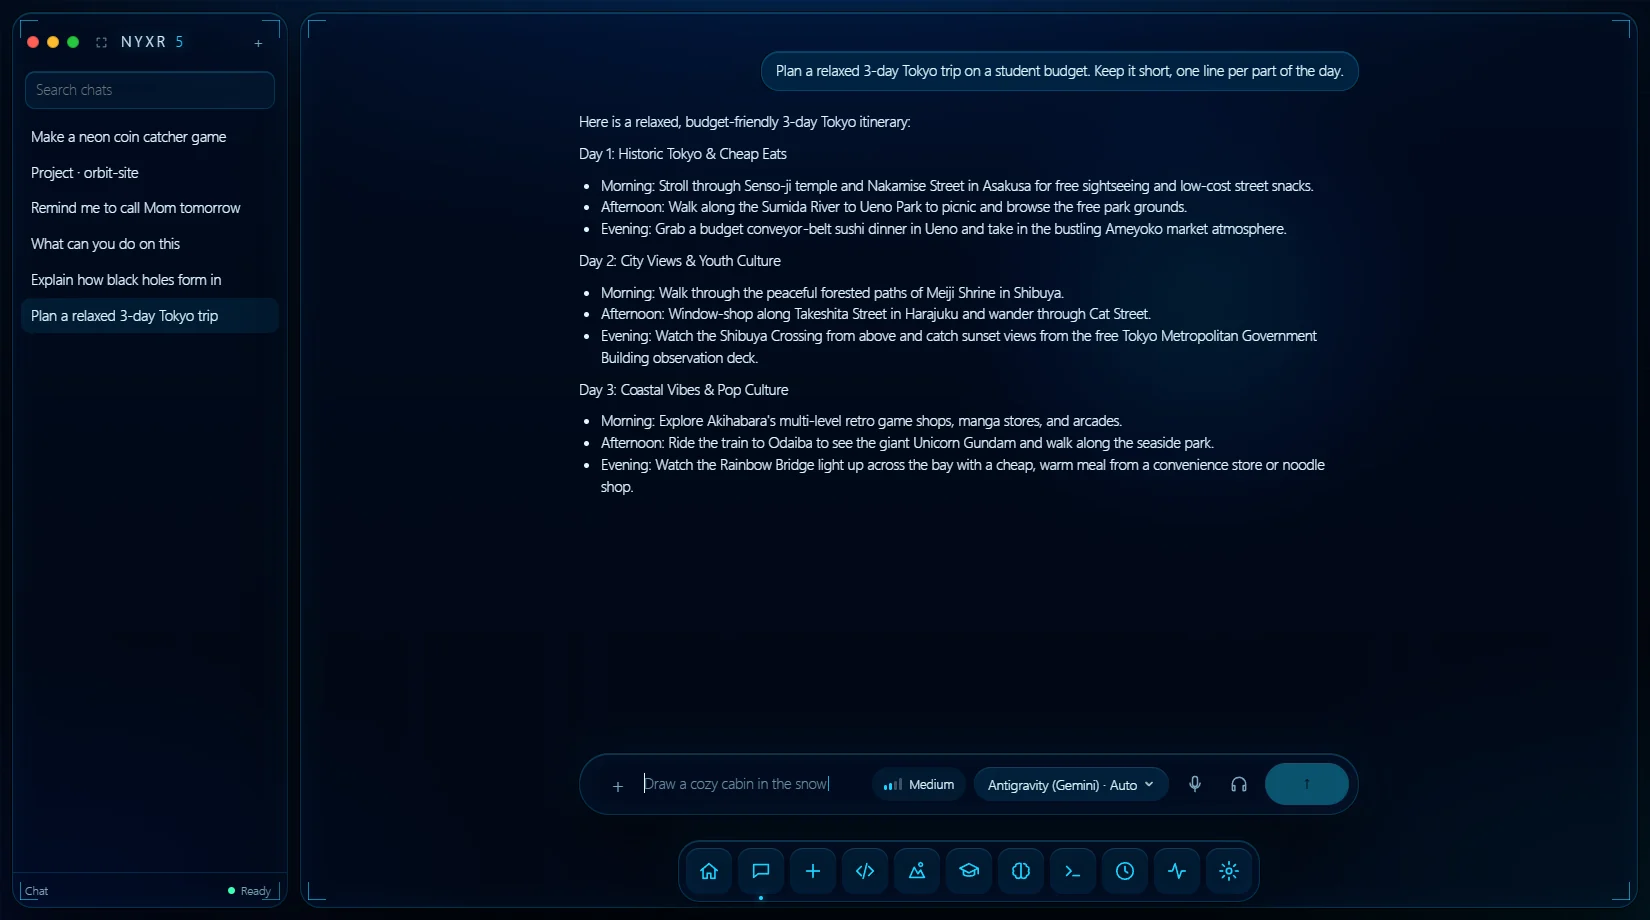 NYXR 5
+
Search chats
Make a neon coin catcher game
Project · orbit-site
Remind me to call Mom tomorrow
What can you do on this
Explain how black holes form in
Plan a relaxed 3-day Tokyo trip
Chat
Ready
Plan a relaxed 3-day Tokyo trip on a student budget. Keep it short, one line per part of the day.
Here is a relaxed, budget-friendly 3-day Tokyo itinerary:
Day 1: Historic Tokyo & Cheap Eats
• Morning: Stroll through Senso-ji temple and Nakamise Street in Asakusa for free sightseeing and low-cost street snacks.
• Afternoon: Walk along the Sumida River to Ueno Park to picnic and browse the free park grounds.
• Evening: Grab a budget conveyor-belt sushi dinner in Ueno and take in the bustling Ameyoko market atmosphere.
Day 2: City Views & Youth Culture
• Morning: Walk through the peaceful forested paths of Meiji Shrine in Shibuya.
• Afternoon: Window-shop along Takeshita Street in Harajuku and wander through Cat Street.
• Evening: Watch the Shibuya Crossing from above and catch sunset views from the free Tokyo Metropolitan Government
Building observation deck.
Day 3: Coastal Vibes & Pop Culture
• Morning: Explore Akihabara's multi-level retro game shops, manga stores, and arcades.
• Afternoon: Ride the train to Odaiba to see the giant Unicorn Gundam and walk along the seaside park.
• Evening: Watch the Rainbow Bridge light up across the bay with a cheap, warm meal from a convenience store or noodle
shop.
+ Draw a cozy cabin in the snow Medium Antigravity (Gemini) · Auto ↑